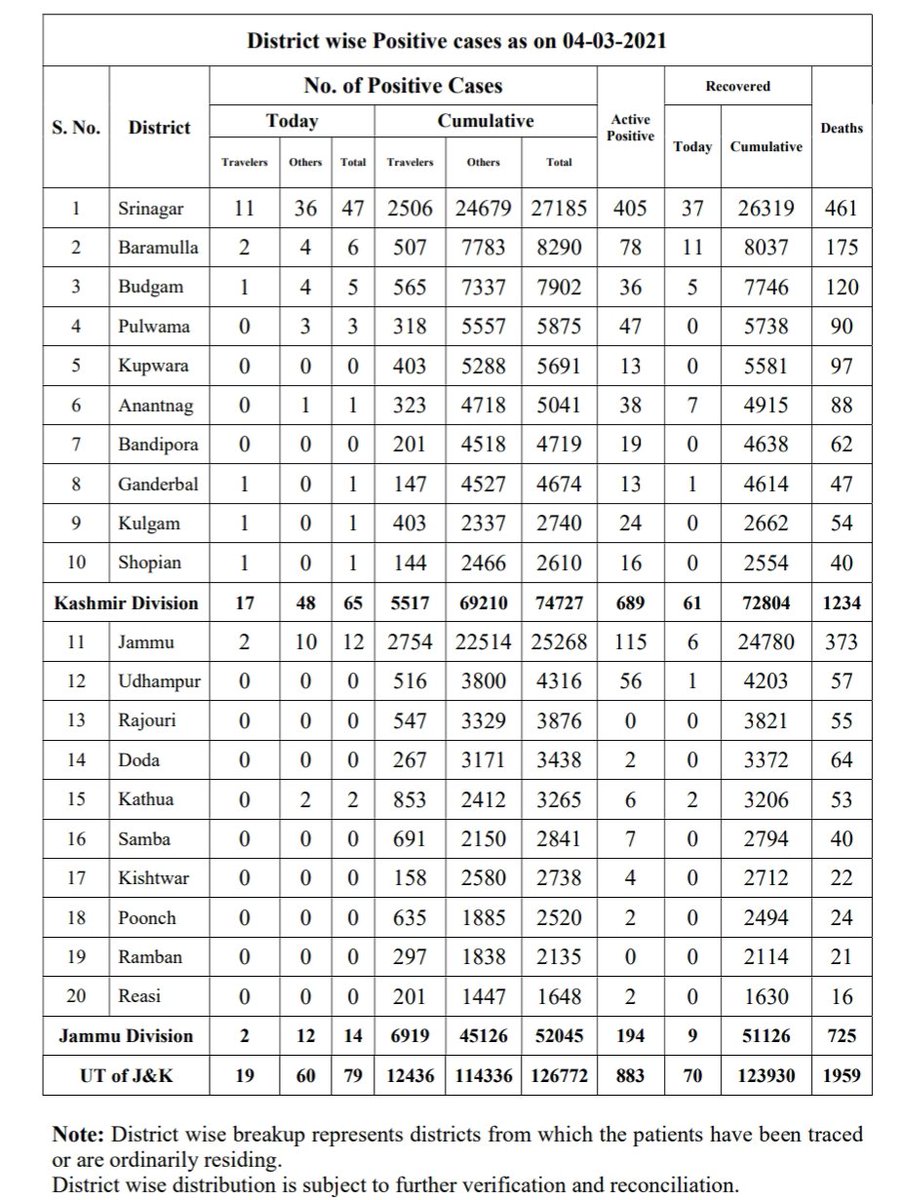 District wise Positive cases as on 04-03-2021
S. No. District No. of Positive Cases Active Positive Recovered Deaths
Today Cumulative Today Cumulative
Travelers Others Total Travelers Others Total
1 Srinagar 11 36 47 2506 24679 27185 405 37 26319 461
2 Baramulla 2 4 6 507 7783 8290 78 11 8037 175
3 Budgam 1 4 5 565 7337 7902 36 5 7746 120
4 Pulwama 0 3 3 318 5557 5875 47 0 5738 90
5 Kupwara 0 0 0 403 5288 5691 13 0 5581 97
6 Anantnag 0 1 1 323 4718 5041 38 7 4915 88
7 Bandipora 0 0 0 201 4518 4719 19 0 4638 62
8 Ganderbal 1 0 1 147 4527 4674 13 1 4614 47
9 Kulgam 1 0 1 403 2337 2740 24 0 2662 54
10 Shopian 1 0 1 144 2466 2610 16 0 2554 40
Kashmir Division 17 48 65 5517 69210 74727 689 61 72804 1234
11 Jammu 2 10 12 2754 22514 25268 115 6 24780 373
12 Udhampur 0 0 0 516 3800 4316 56 1 4203 57
13 Rajouri 0 0 0 547 3329 3876 0 0 3821 55
14 Doda 0 0 0 267 3171 3438 2 0 3372 64
15 Kathua 0 2 2 853 2412 3265 6 2 3206 53
16 Samba 0 0 0 691 2150 2841 7 0 2794 40
17 Kishtwar 0 0 0 158 2580 2738 4 0 2712 22
18 Poonch 0 0 0 635 1885 2520 2 0 2494 24
19 Ramban 0 0 0 297 1838 2135 0 0 2114 21
20 Reasi 0 0 0 201 1447 1648 2 0 1630 16
Jammu Division 2 12 14 6919 45126 52045 194 9 51126 725
UT of J&K 19 60 79 12436 114336 126772 883 70 123930 1959
Note: District wise breakup represents districts from which the patients have been traced
or are ordinarily residing.
District wise distribution is subject to further verification and reconciliation.